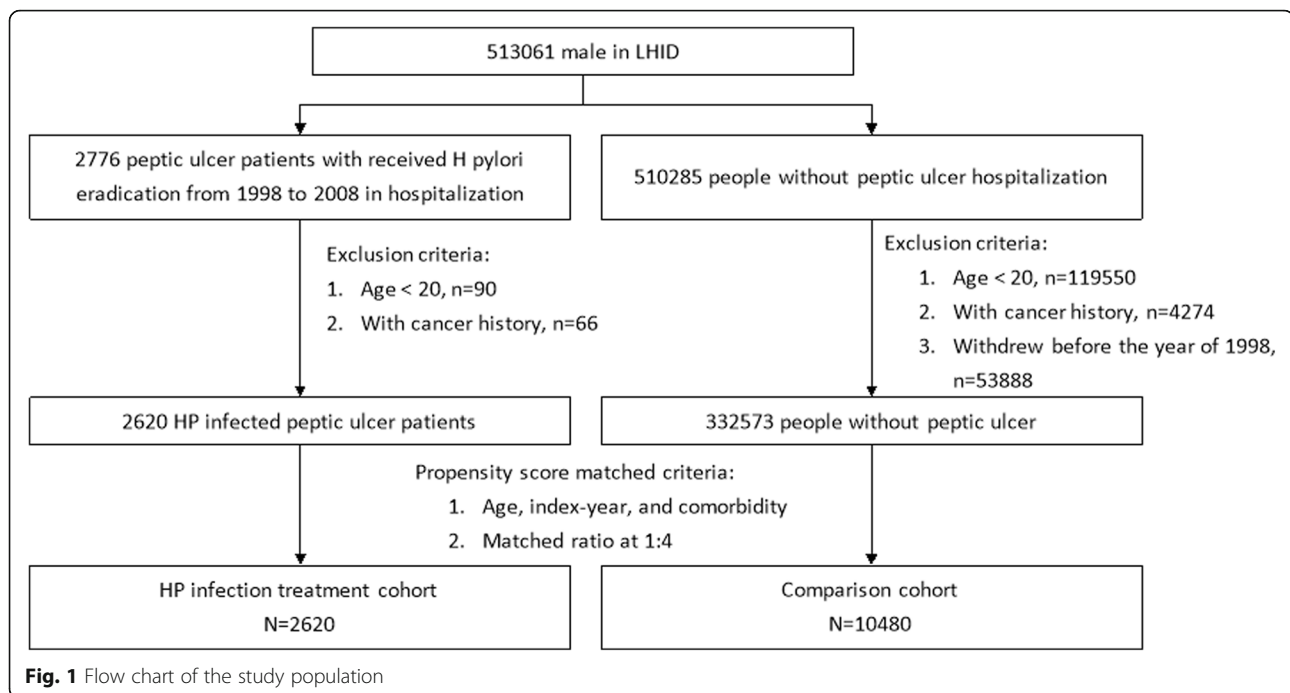 513061 male in LHID
2776 peptic ulcer patients with received H pylori
eradication from 1998 to 2008 in hospitalization
510285 people without peptic ulcer hospitalization
Exclusion criteria:
1. Age < 20, n=90
2. With cancer history, n=66
Exclusion criteria:
1. Age < 20, n=119550
2. With cancer history, n=4274
3. Withdrew before the year of 1998,
n=53888
2620 HP infected peptic ulcer patients
332573 people without peptic ulcer
Propensity score matched criteria:
1. Age, index-year, and comorbidity
2. Matched ratio at 1:4
HP infection treatment cohort
N=2620
Comparison cohort
N=10480
Fig. 1 Flow chart of the study population